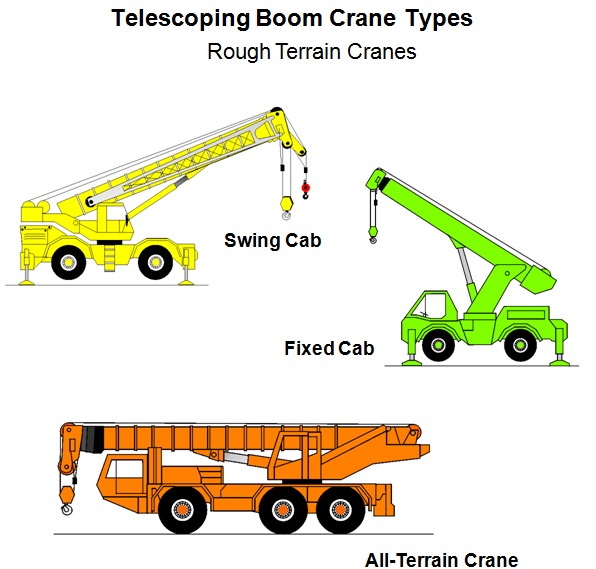 Telescoping Boom Crane Types
Rough Terrain Cranes
Swing Cab
Fixed Cab
All-Terrain Crane